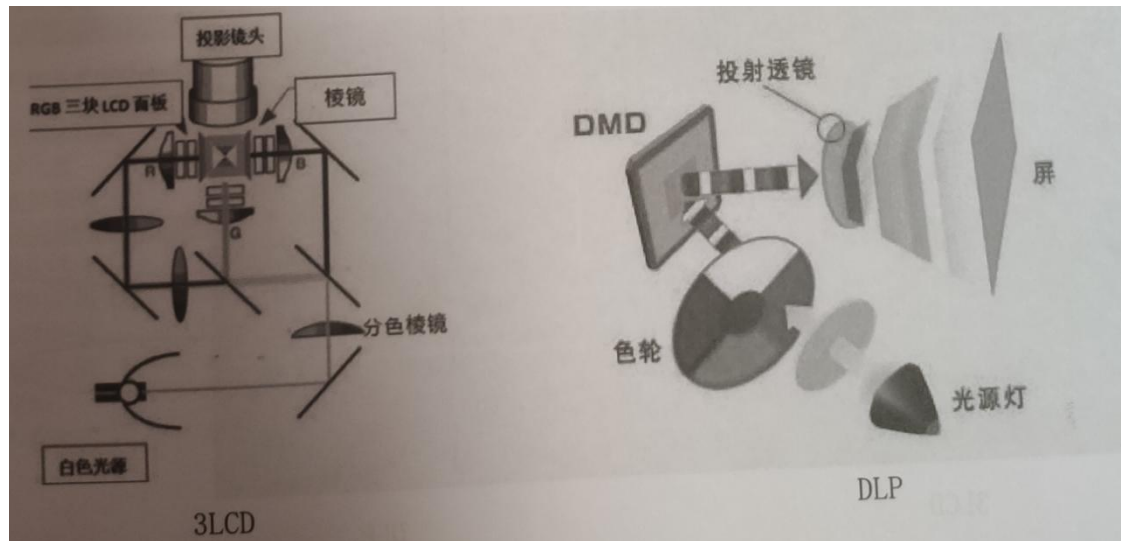 投影镜头
RGB 三块 LCD 面板
棱镜
R
B
G
分色棱镜
白色光源
3LCD
投射透镜
DMD
屏
色轮
光源灯
DLP